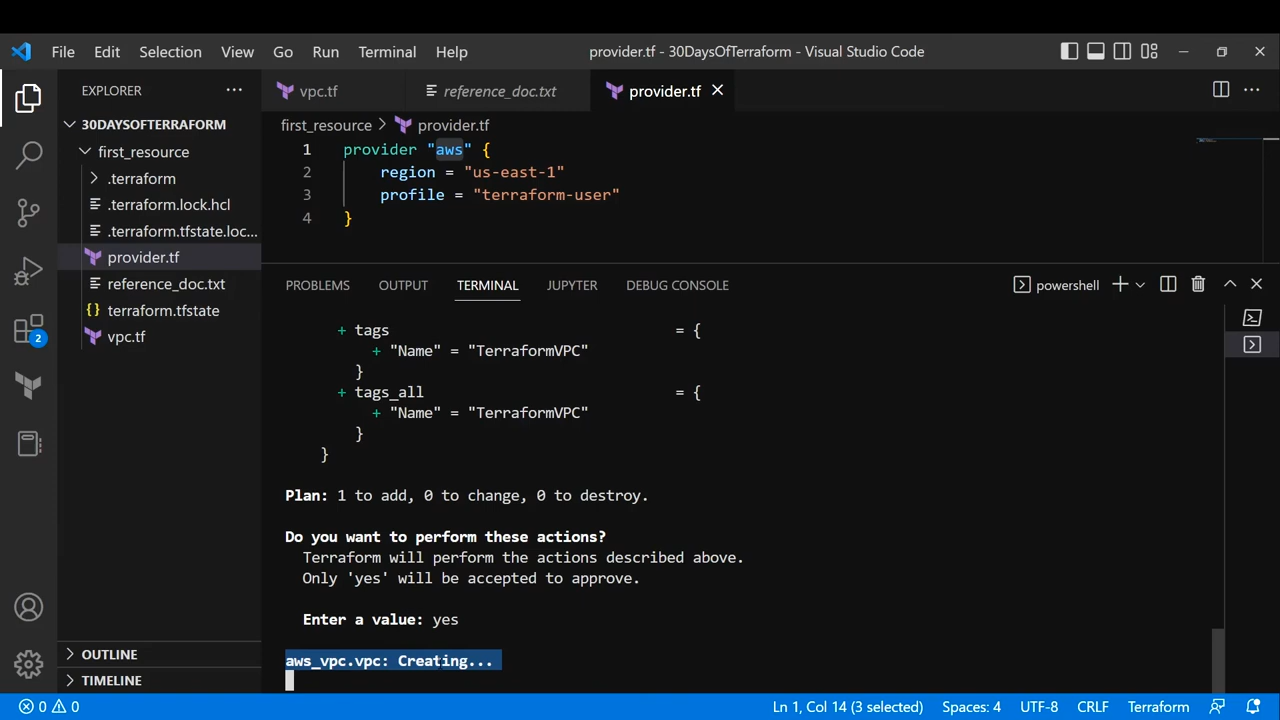 File Edit Selection View Go Run Terminal Help provider.tf - 30DaysOfTerraform - Visual Studio Code
EXPLORER ...
vpc.tf reference_doc.txt provider.tf
30DAYSOFTERRAFORM
first_resource
.terraform
.terraform.lock.hcl
.terraform.tfstate.loc...
provider.tf
reference_doc.txt
terraform.tfstate
vpc.tf
2
OUTLINE
TIMELINE
first_resource > provider.tf
1 provider "aws" {
2 region = "us-east-1"
3 profile = "terraform-user"
4 }
PROBLEMS OUTPUT TERMINAL JUPYTER DEBUG CONSOLE powershell
+ tags = {
+ "Name" = "TerraformVPC"
}
+ tags_all = {
+ "Name" = "TerraformVPC"
}
}
Plan: 1 to add, 0 to change, 0 to destroy.
Do you want to perform these actions?
Terraform will perform the actions described above.
Only 'yes' will be accepted to approve.
Enter a value: yes
aws_vpc.vpc: Creating...
0 0 Ln 1, Col 14 (3 selected) Spaces: 4 UTF-8 CRLF Terraform